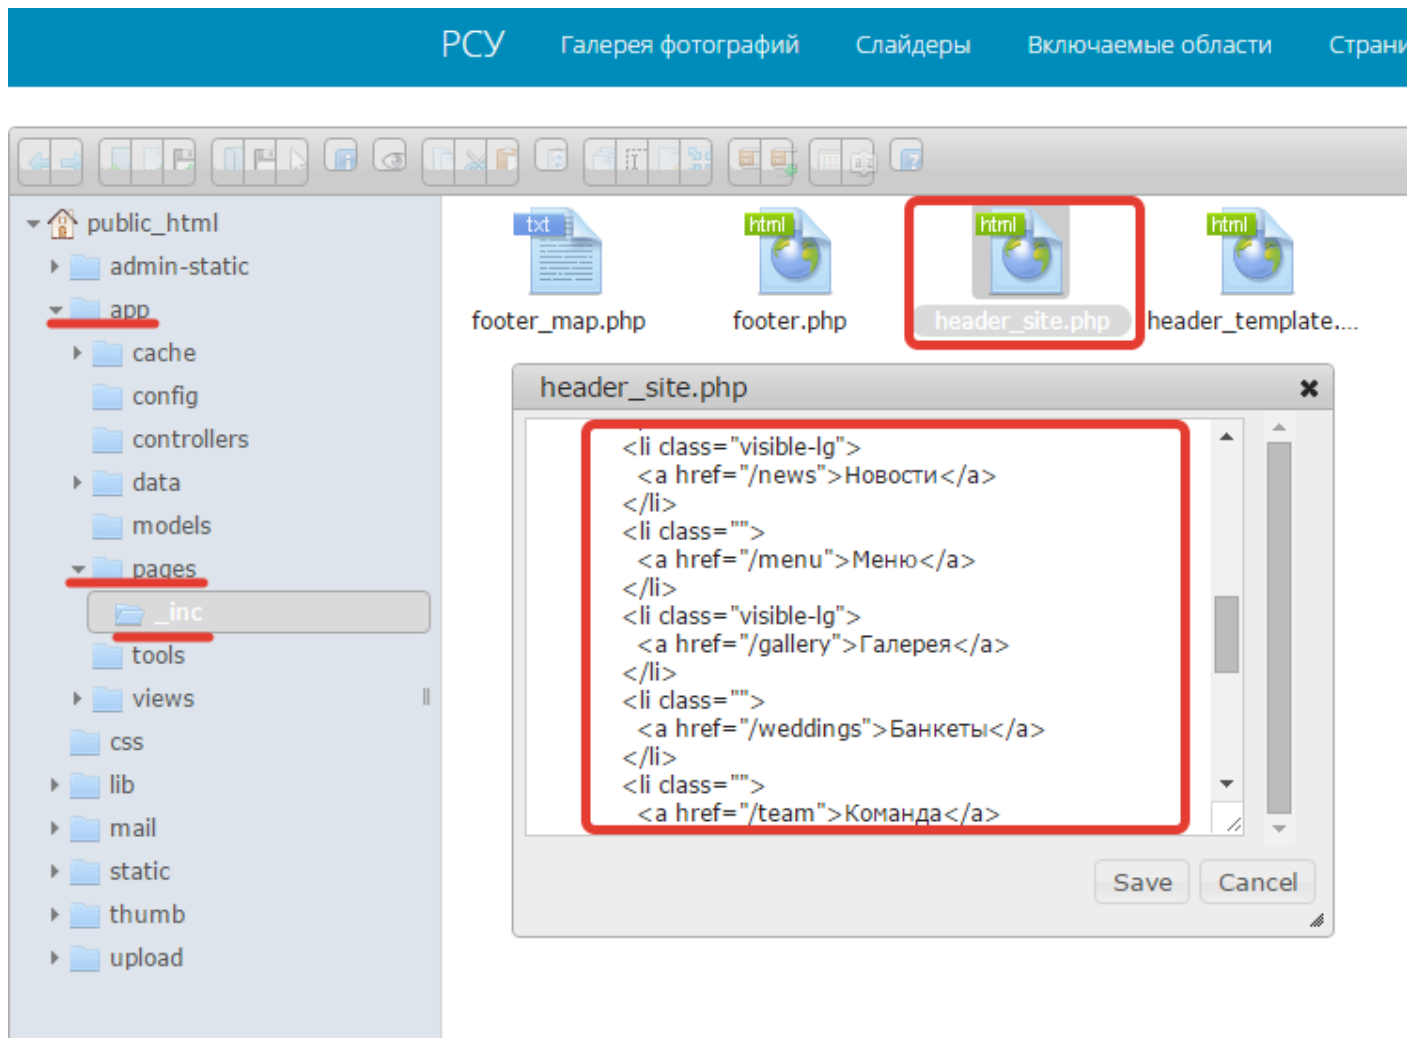 РСУ Галерея фотографий Слайдеры Включаемые области Страни
public_html
admin-static
app
cache
config
controllers
data
models
pages
_inc
tools
views
css
lib
mail
static
thumb
upload
txt html html html
footer_map.php footer.php header_site.php header_template....
header_site.php
<li class="visible-lg">
<a href="/news">Новости</a>
</li>
<li class="">
<a href="/menu">Меню</a>
</li>
<li class="visible-lg">
<a href="/gallery">Галерея</a>
</li>
<li class="">
<a href="/weddings">Банкеты</a>
</li>
<li class="">
<a href="/team">Команда</a>
Save Cancel